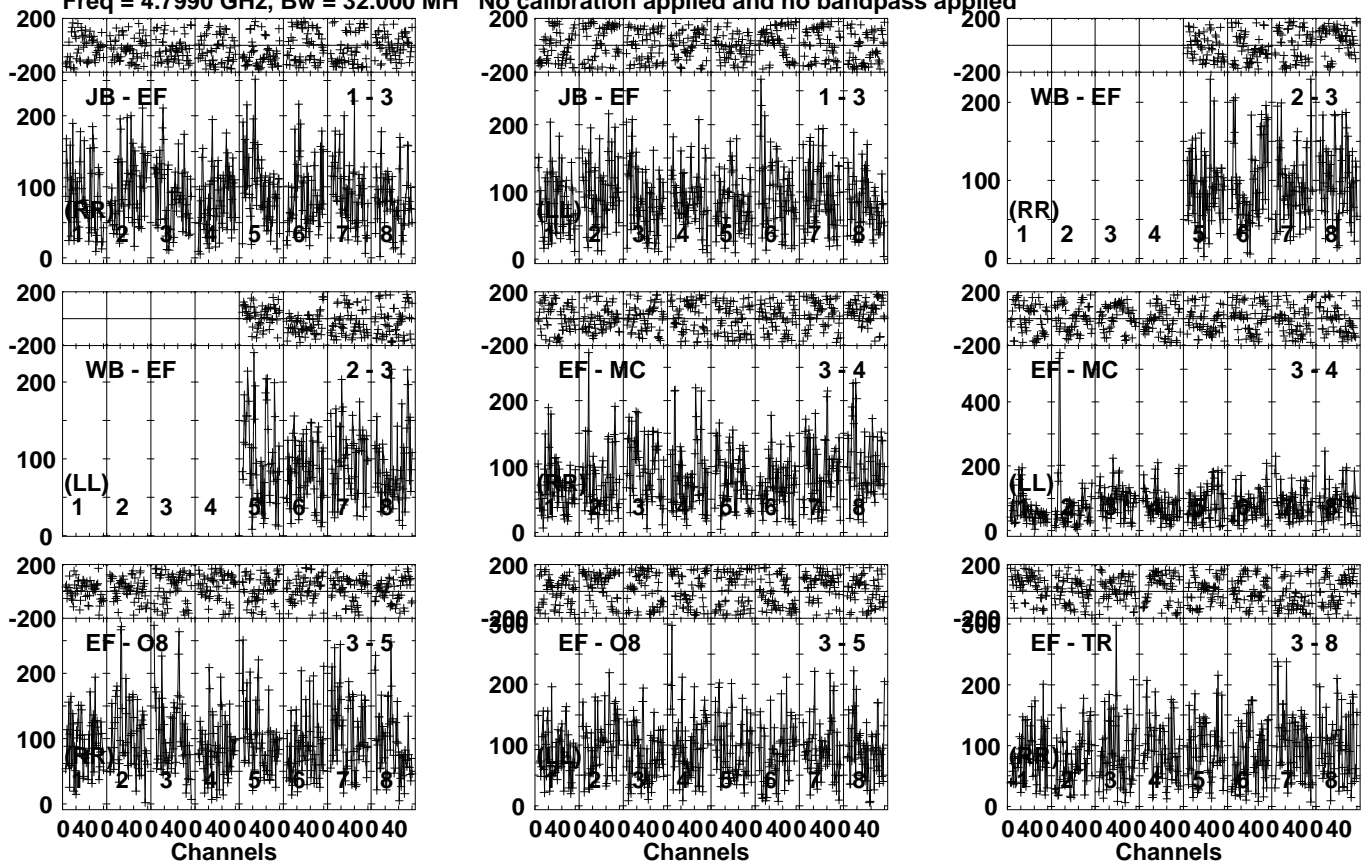 Freq = 4.7990 GHz, Bw = 32.000 MH No calibration applied and no bandpass applied
200 200 200
-200 -200 -200
JB - EF 1 - 3 JB - EF 1 - 3 WB - EF 2 - 3
200 200 200
100 100 100
(RR) (LL) (RR)
1 2 3 4 5 6 7 8 1 2 3 4 5 6 7 8 1 2 3 4 5 6 7 8
0 0 0
200 200 200
-200 -200 -200
WB - EF 2 - 3 EF - MC 3 - 4 EF - MC 3 - 4
200 200 400
100 100 200
(LL) (RR) (LL)
1 2 3 4 5 6 7 8 1 2 3 4 5 6 7 8 1 2 3 4 5 6 7 8
0 0 0
200 200 200
-200 -200 -200
300 300
EF - O8 3 - 5 EF - O8 3 - 5 EF - TR 3 - 8
200 200 200
100 100 100
(RR) (LL) (RR)
1 2 3 4 5 6 7 8 1 2 3 4 5 6 7 8 1 2 3 4 5 6 7 8
0 0 0
0 40 0 40 0 40 0 40 0 40 0 40 0 40 0 40 0 40 0 40 0 40 0 40 0 40 0 40 0 40 0 40 0 40 0 40 0 40 0 40 0 40 0 40 0 40 0 40
Channels Channels Channels